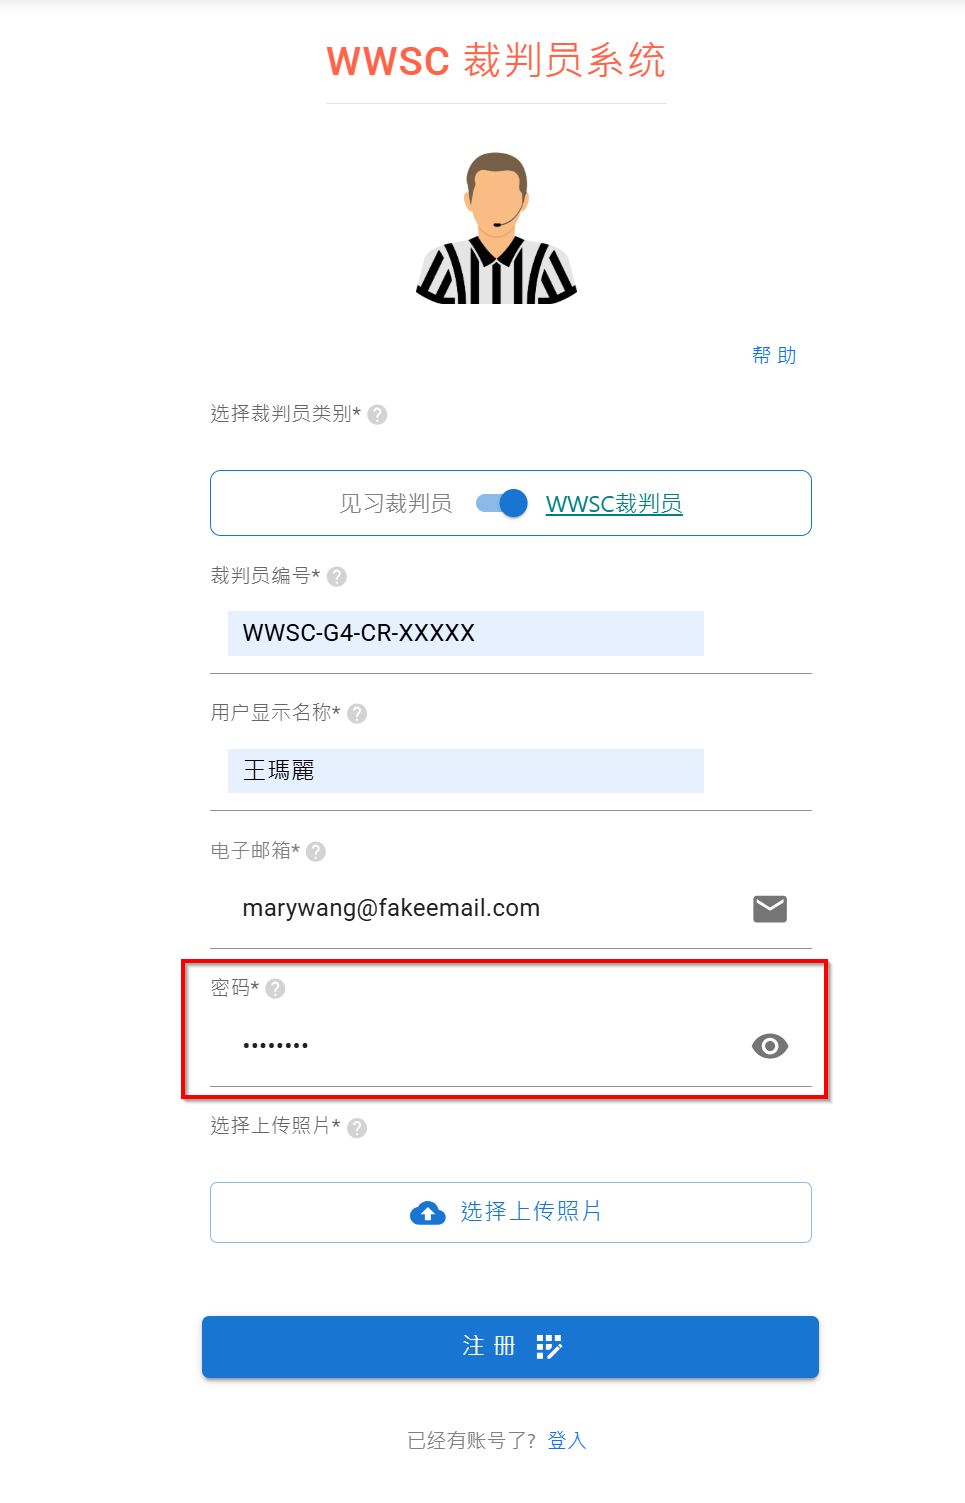 WWSC 裁判员系统
帮 助
选择裁判员类别*
见习裁判员 WWSC裁判员
裁判员编号*
WWSC-G4-CR-XXXXX
用户显示名称*
王瑪麗
电子邮箱*
marywang@fakeemail.com
密码*
••••••••
选择上传照片*
选择上传照片
注 册
已经有账号了? 登入